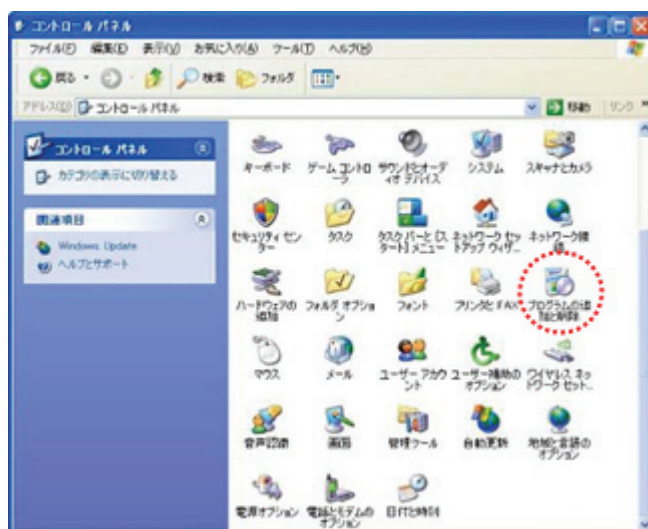 コントロール パネル
ファイル(F) 編集(E) 表示(V) お気に入り(A) ツール(T) ヘルプ(H)
戻る 検索 フォルダ
アドレス(D) コントロール パネル 移動 リンク »
コントロール パネル
カテゴリの表示に切り替える
関連項目
Windows Update
ヘルプとサポート
キーボード ゲーム コントロ サウンドとオーデ システム スキャナとカメラ
ーラ ィオ デバイス
セキュリティ セン タスク タスク バーと [ス ネットワーク セッ ネットワーク接
ター タート] メニュー トアップ ウィザ... 続
ハードウェアの フォルダ オプショ フォント プリンタと FAX プログラムの追
追加 ン 加と削除
マウス メール ユーザー アカウ ユーザー補助の ワイヤレス ネッ
ント オプション トワーク セット...
音声認識 画面 管理ツール 自動更新 地域と言語の
オプション
電源オプション 電話とモデムの 日付と時刻
オプション